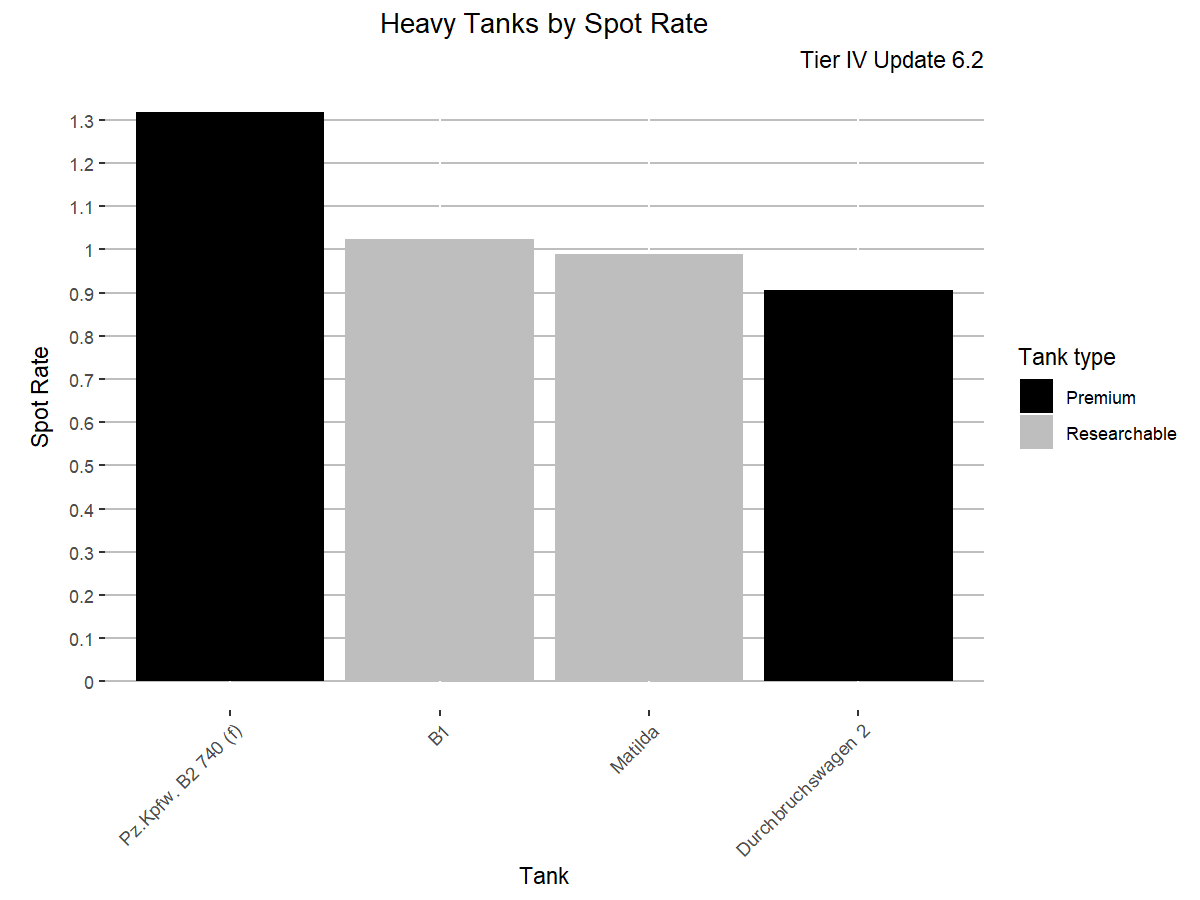 Heavy Tanks by Spot Rate
Tier IV Update 6.2
1.3
1.2
1.1
1
0.9
0.8
0.7
0.6
0.5
0.4
0.3
0.2
0.1
0
Spot Rate
Pz.Kpfw. B2 740 (f)
B1
Matilda
Durchbruchswagen 2
Tank
Tank type
Premium
Researchable